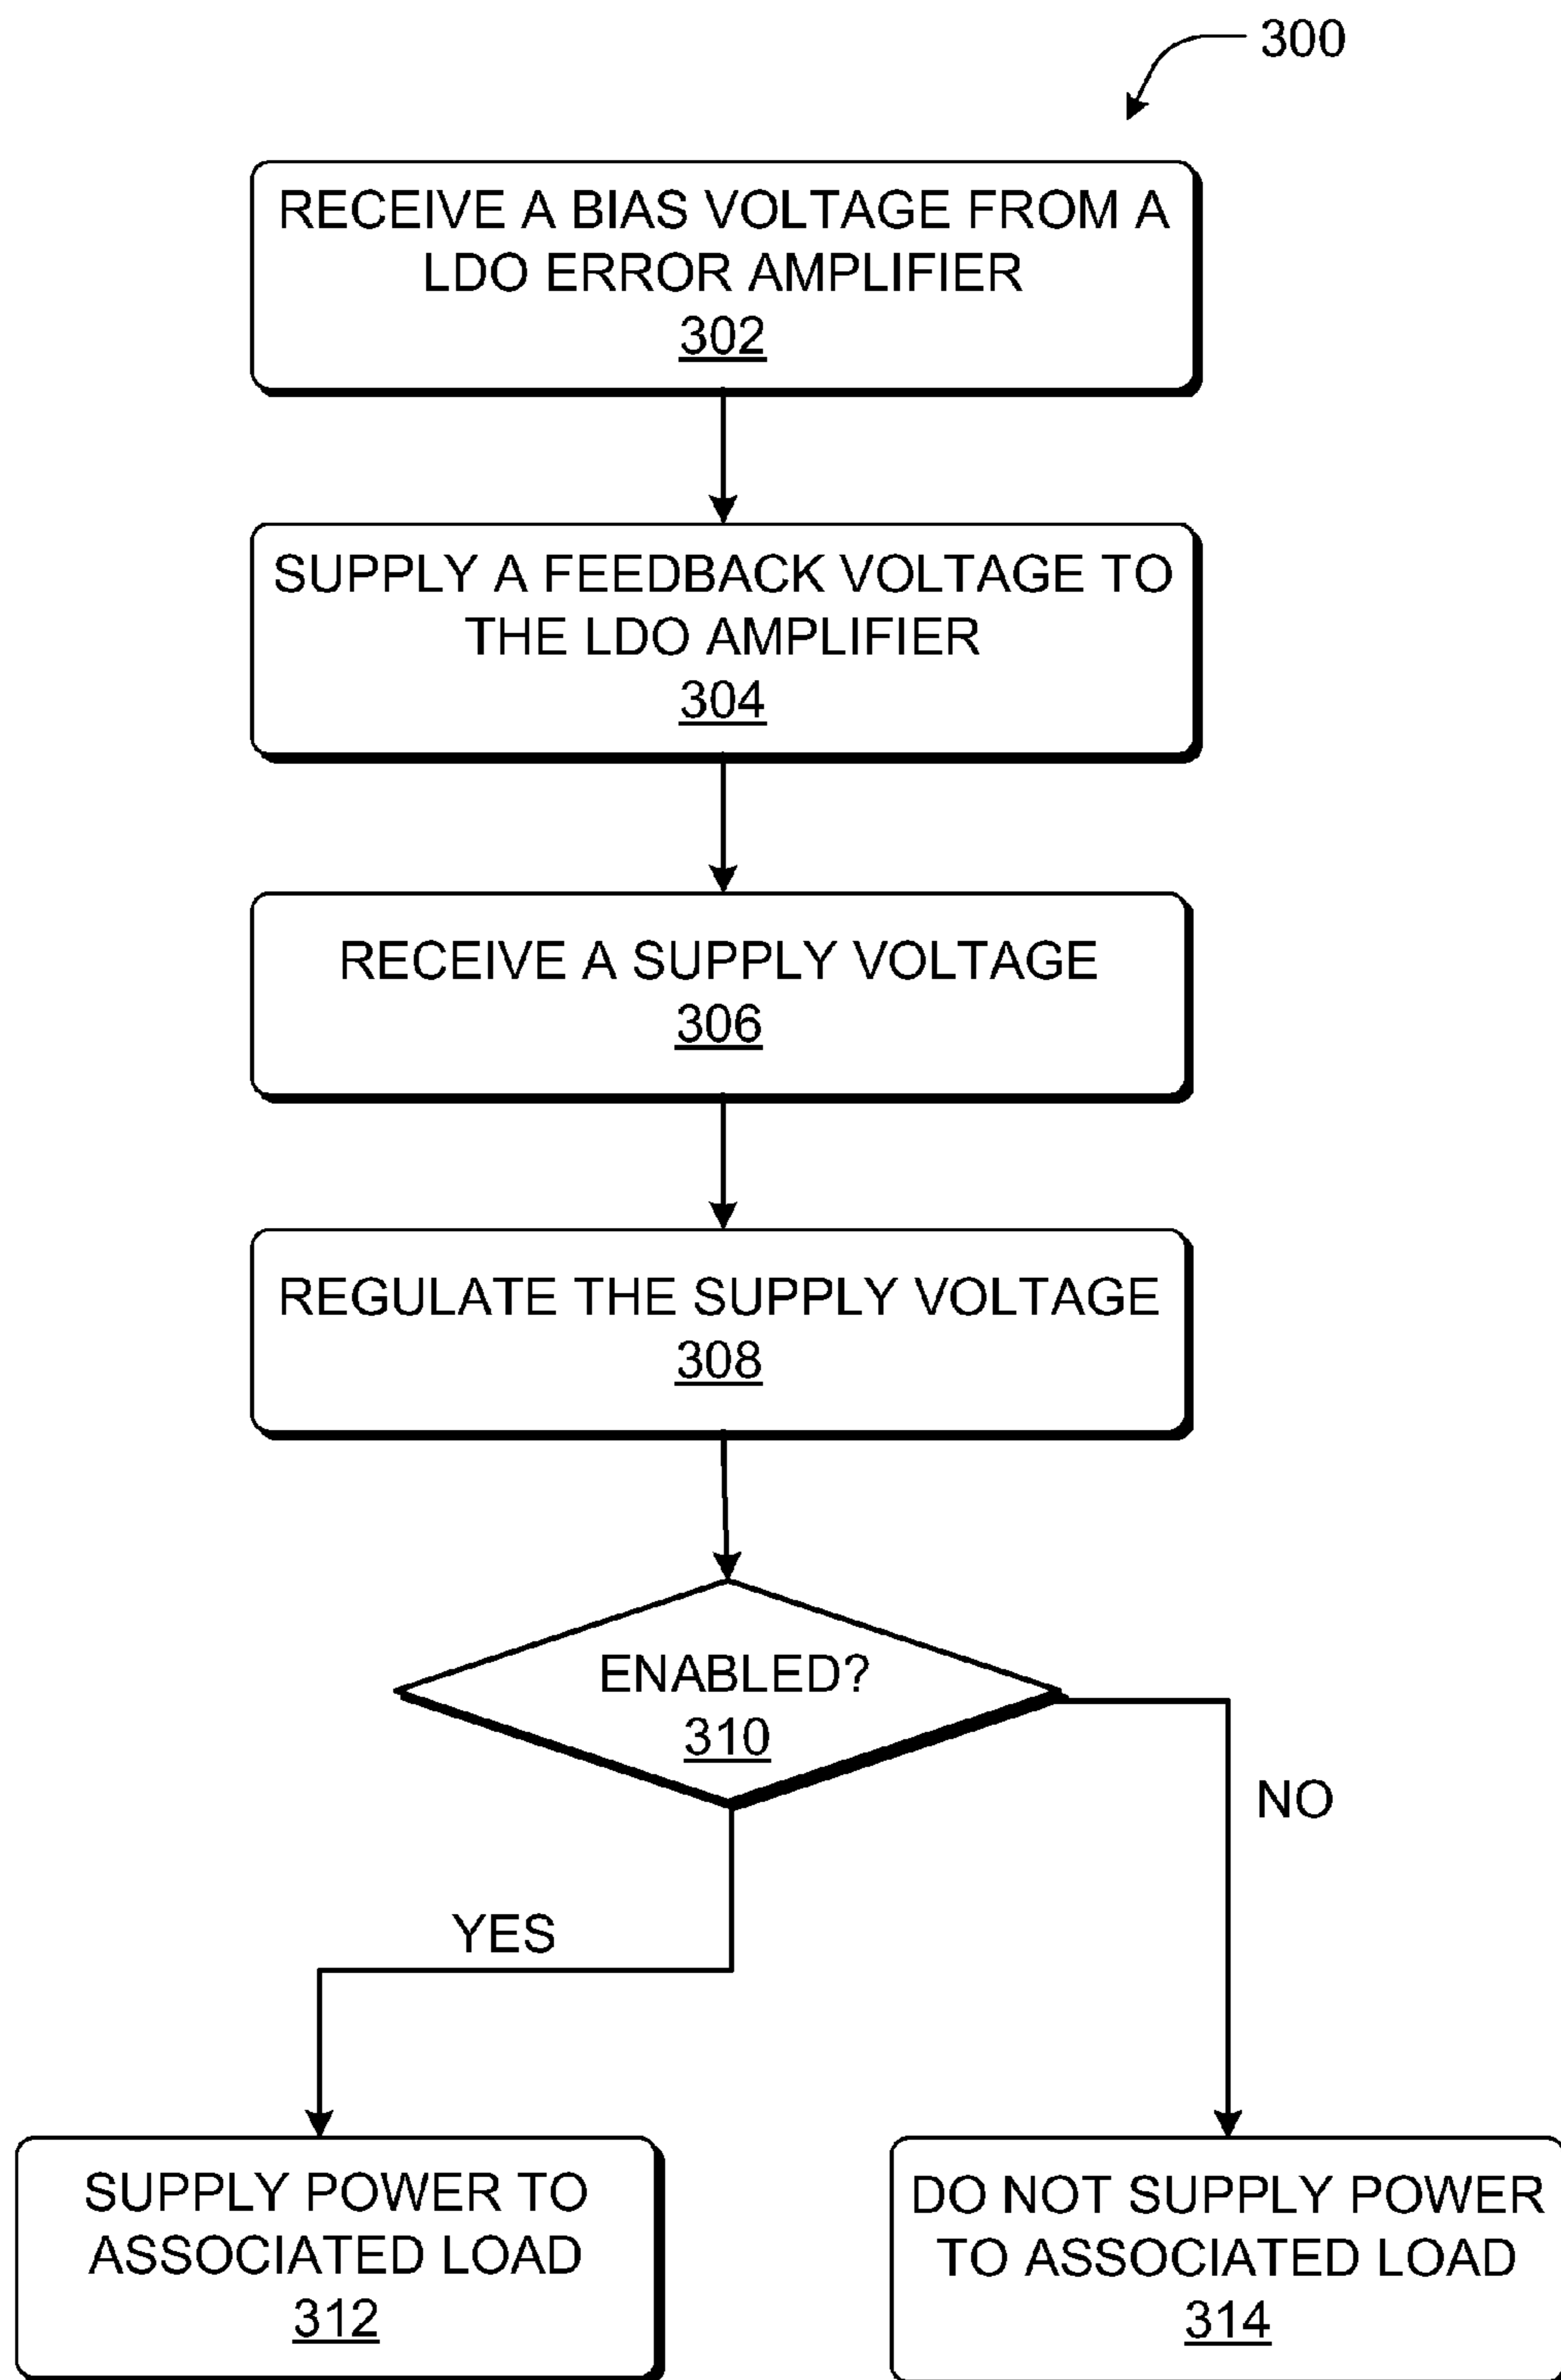 300
RECEIVE A BIAS VOLTAGE FROM A
LDO ERROR AMPLIFIER
302
SUPPLY A FEEDBACK VOLTAGE TO
THE LDO AMPLIFIER
304
RECEIVE A SUPPLY VOLTAGE
306
REGULATE THE SUPPLY VOLTAGE
308
ENABLED?
310
NO
YES
SUPPLY POWER TO
ASSOCIATED LOAD
312
DO NOT SUPPLY POWER
TO ASSOCIATED LOAD
314